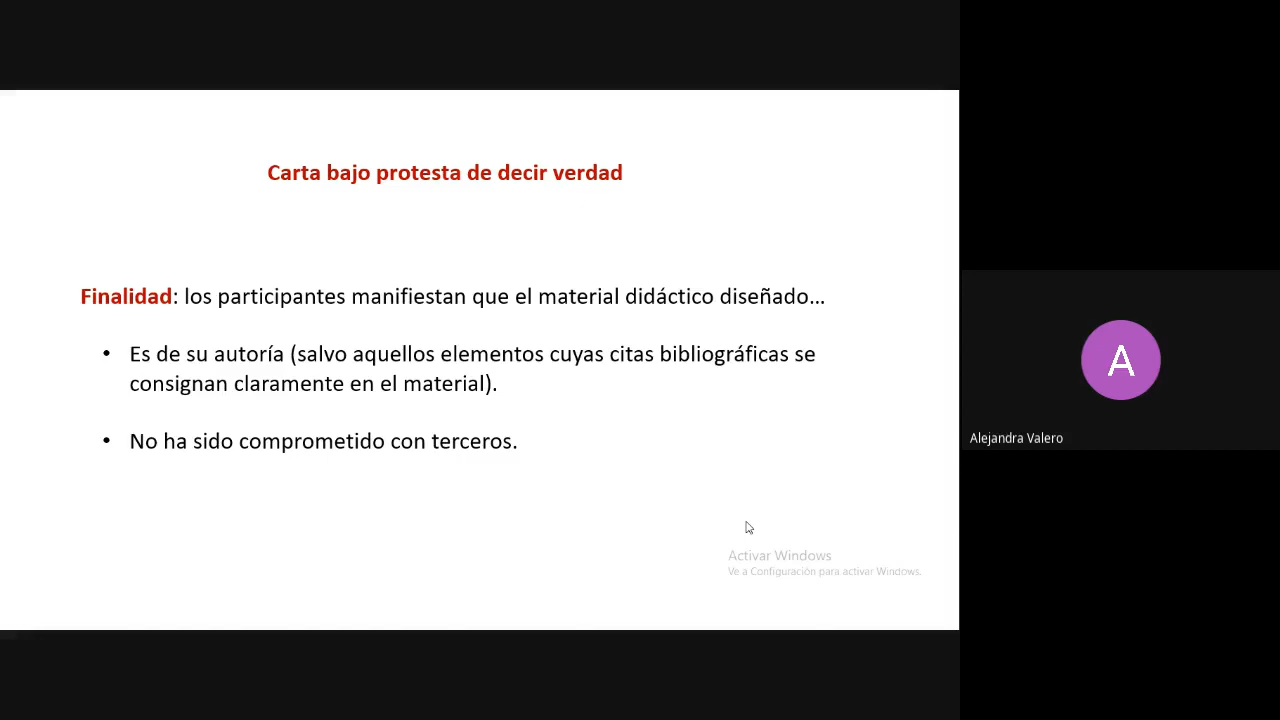 Carta bajo protesta de decir verdad
Finalidad: los participantes manifiestan que el material didáctico diseñado...
• Es de su autoría (salvo aquellos elementos cuyas citas bibliográficas se
consignan claramente en el material).
• No ha sido comprometido con terceros.
Activar Windows
Ve a Configuración para activar Windows.
A
Alejandra Valero